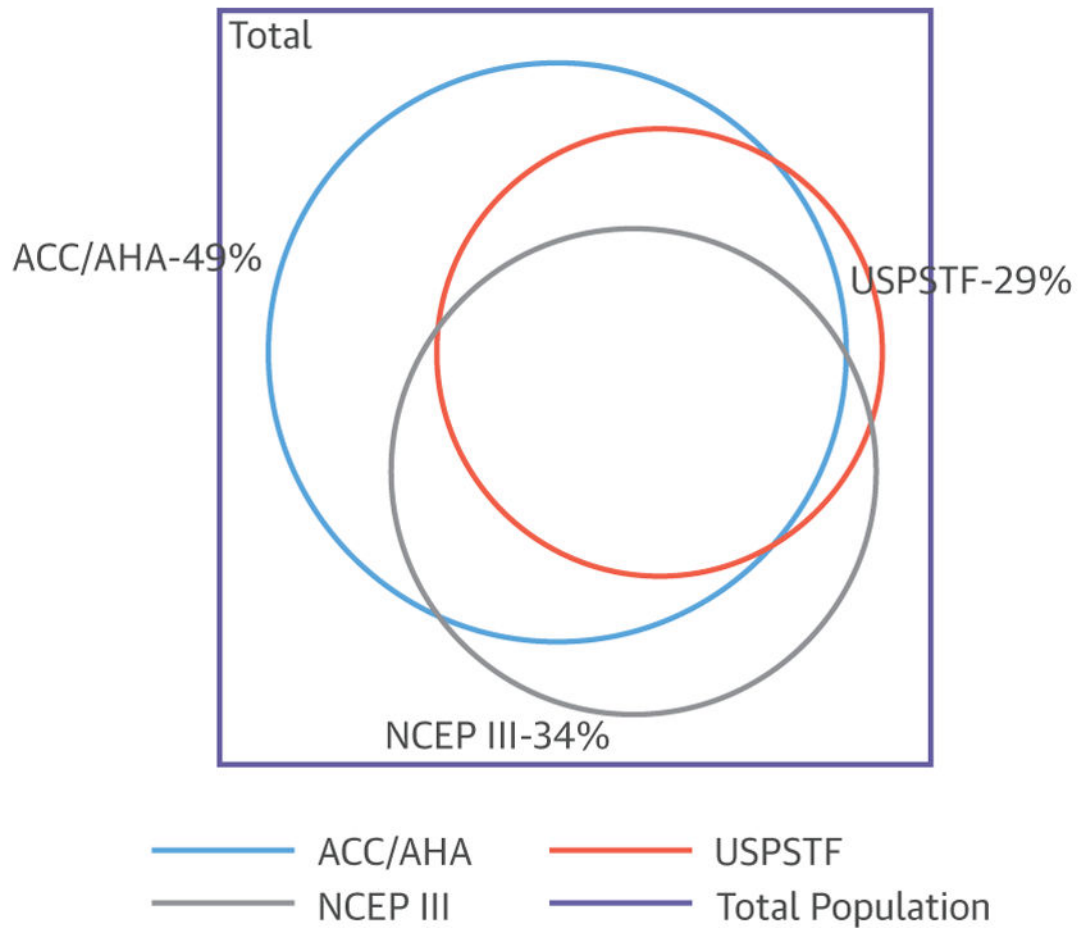 Total
ACC/AHA-49%
USPSTF-29%
NCEP III-34%
ACC/AHA
USPSTF
NCEP III
Total Population